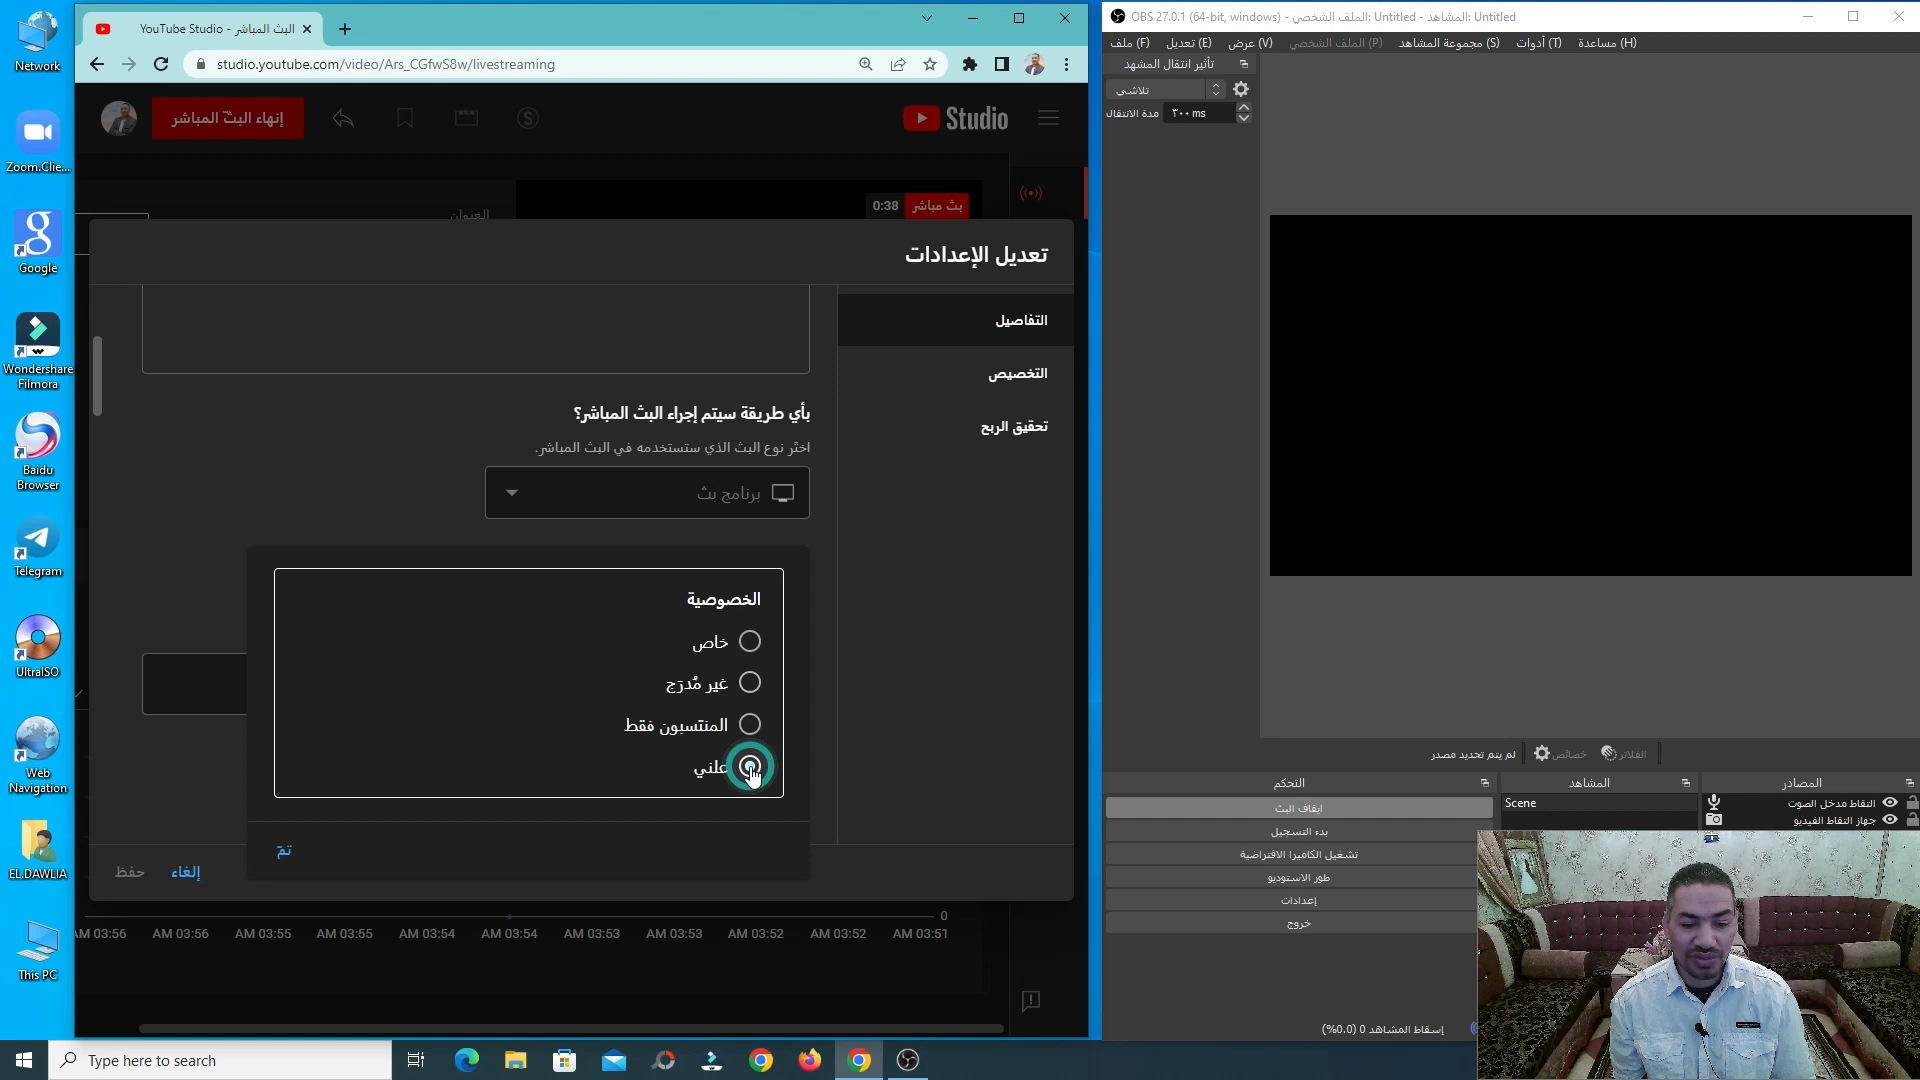 Network
Zoom.Clie...
Google
Wondershare
Filmora
Baidu
Browser
Telegram
UltraISO
Web
Navigation
EL.DAWLIA
This PC
البث المباشر - YouTube Studio
studio.youtube.com/video/Ars_CGfwS8w/livestreaming
إنهاء البثّ المباشر
Studio
العنوان
0:38
بث مباشر
تعديل الإعدادات
التفاصيل
التخصيص
تحقيق الربح
بأي طريقة سيتم إجراء البث المباشر؟
اختَر نوع البث الذي ستستخدمه في البث المباشر.
برنامج بث
الخصوصية
خاص
غير مُدرَج
المنتسبون فقط
علني
تمّ
إلغاء
حفظ
0
AM 03:56
AM 03:56
AM 03:55
AM 03:55
AM 03:54
AM 03:54
AM 03:53
AM 03:53
AM 03:52
AM 03:52
AM 03:51
Type here to search
OBS 27.0.1 (64-bit, windows) - الملف الشخصي: Untitled - المشاهد: Untitled
ملف (F)
تعديل (E)
عرض (V)
الملف الشخصي (P)
مجموعة المشاهد (S)
أدوات (T)
مساعدة (H)
تأثير انتقال المشهد
تلاشي
مدة الانتقال
٣٠٠ ms
لم يتم تحديد مصدر
خصائص
الفلاتر
التحكم
المشاهد
المصادر
ايقاف البث
بدء التسجيل
تشغيل الكاميرا الافتراضية
طور الاستوديو
إعدادات
خروج
Scene
التقاط مدخل الصوت
جهاز التقاط الفيديو
إسقاط المشاهد 0 (0.0%)